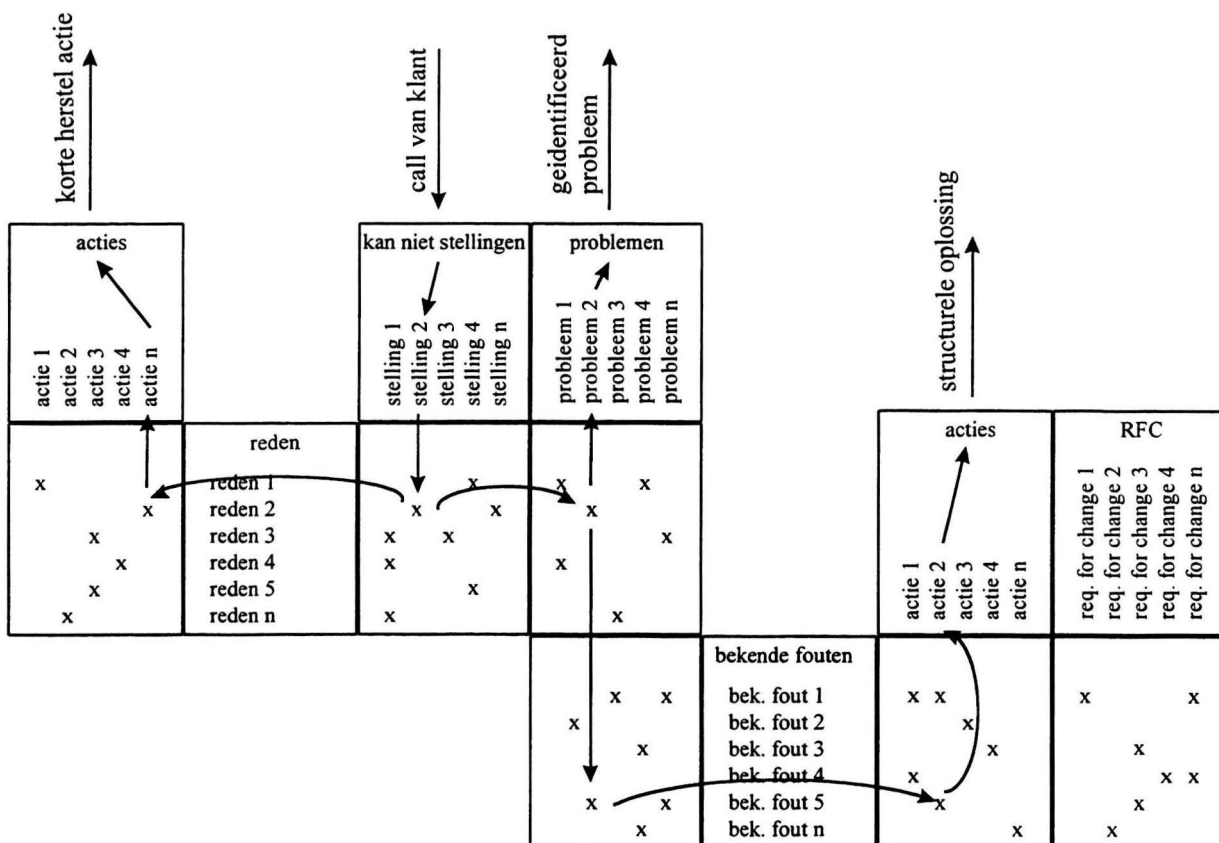 korte herstel actie
call van klant
geidentificeerd
probleem
structurele oplossing
acties
kan niet stellingen
problemen
actie 1
actie 2
actie 3
actie 4
actie n
stelling 1
stelling 2
stelling 3
stelling 4
stelling n
probleem 1
probleem 2
probleem 3
probleem 4
probleem n
reden
acties
RFC
x reden 1 x x x
x reden 2 x x x
x reden 3 x x x
x reden 4 x x
x reden 5 x
x reden n x x
actie 1
actie 2
actie 3
actie 4
actie n
req. for change 1
req. for change 2
req. for change 3
req. for change 4
req. for change n
bekende fouten
x x bek. fout 1 x x x x
x bek. fout 2 x
x bek. fout 3 x x
bek. fout 4 x x x
x x bek. fout 5 x x
x bek. fout n x x